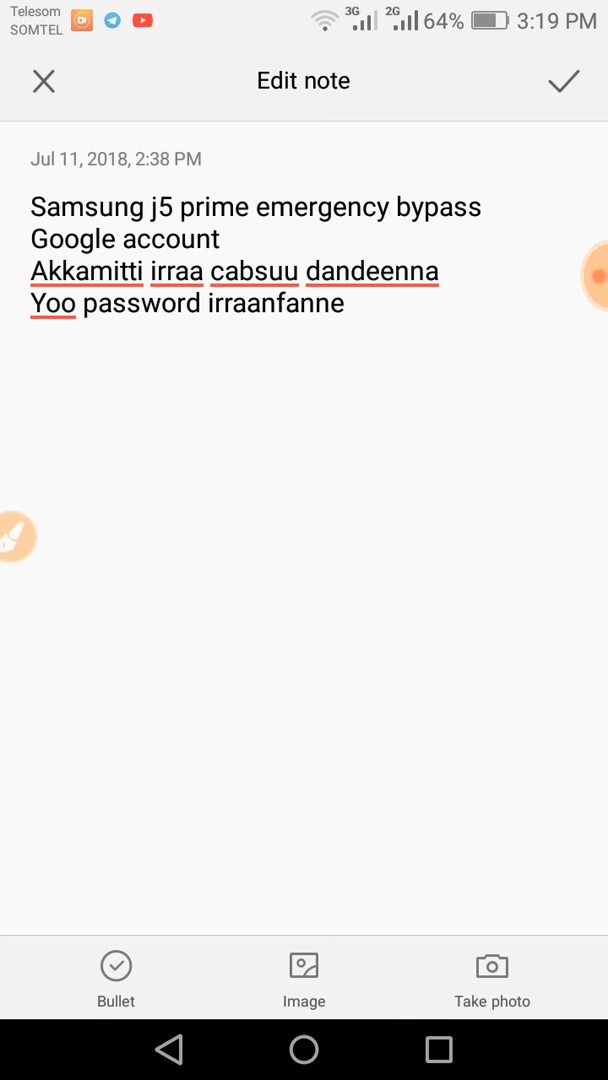 Telesom
SOMTEL
3G 2G 64% 3:19 PM
Edit note
Jul 11, 2018, 2:38 PM
Samsung j5 prime emergency bypass
Google account
Akkamitti irraa cabsuu dandeenna
Yoo password irraanfanne
Bullet Image Take photo